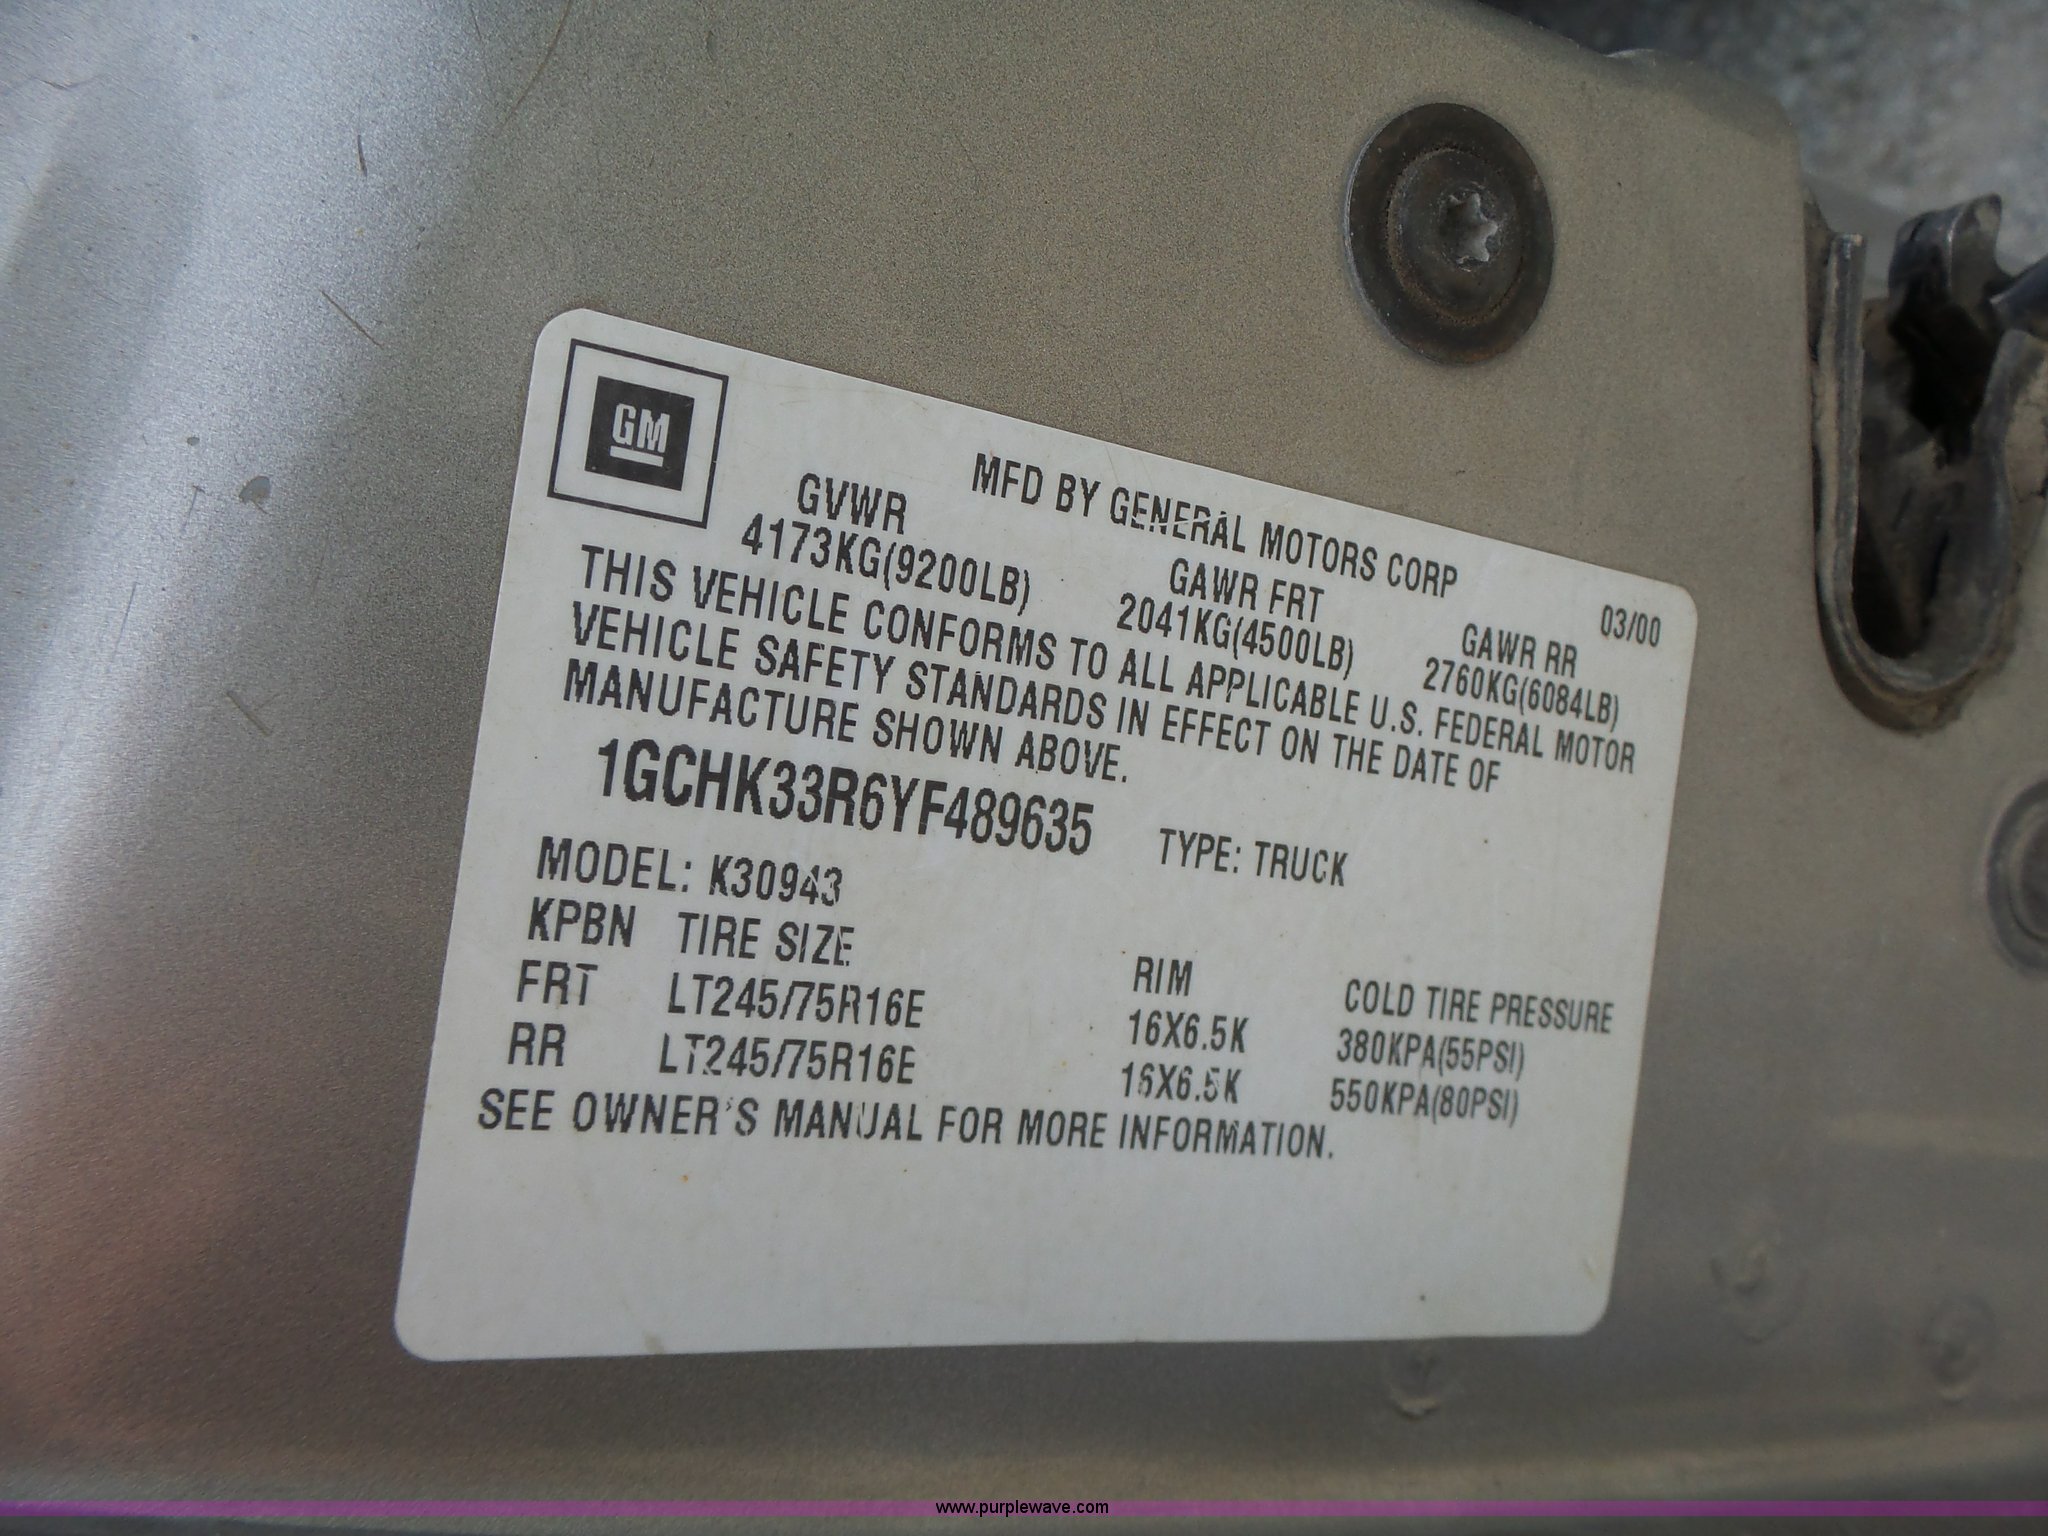 GM
MFD BY GENERAL MOTORS CORP
03/00
GVWR GAWR FRT GAWR RR
4173KG(9200LB) 2041KG(4500LB) 2760KG(6084LB)
THIS VEHICLE CONFORMS TO ALL APPLICABLE U.S. FEDERAL MOTOR
VEHICLE SAFETY STANDARDS IN EFFECT ON THE DATE OF
MANUFACTURE SHOWN ABOVE.
1GCHK33R6YF489635 TYPE: TRUCK
MODEL: K30943
KPBN TIRE SIZE RIM COLD TIRE PRESSURE
FRT LT245/75R16E 16X6.5K 380KPA(55PSI)
RR LT245/75R16E 16X6.5K 550KPA(80PSI)
SEE OWNER'S MANUAL FOR MORE INFORMATION.
www.purplewave.com